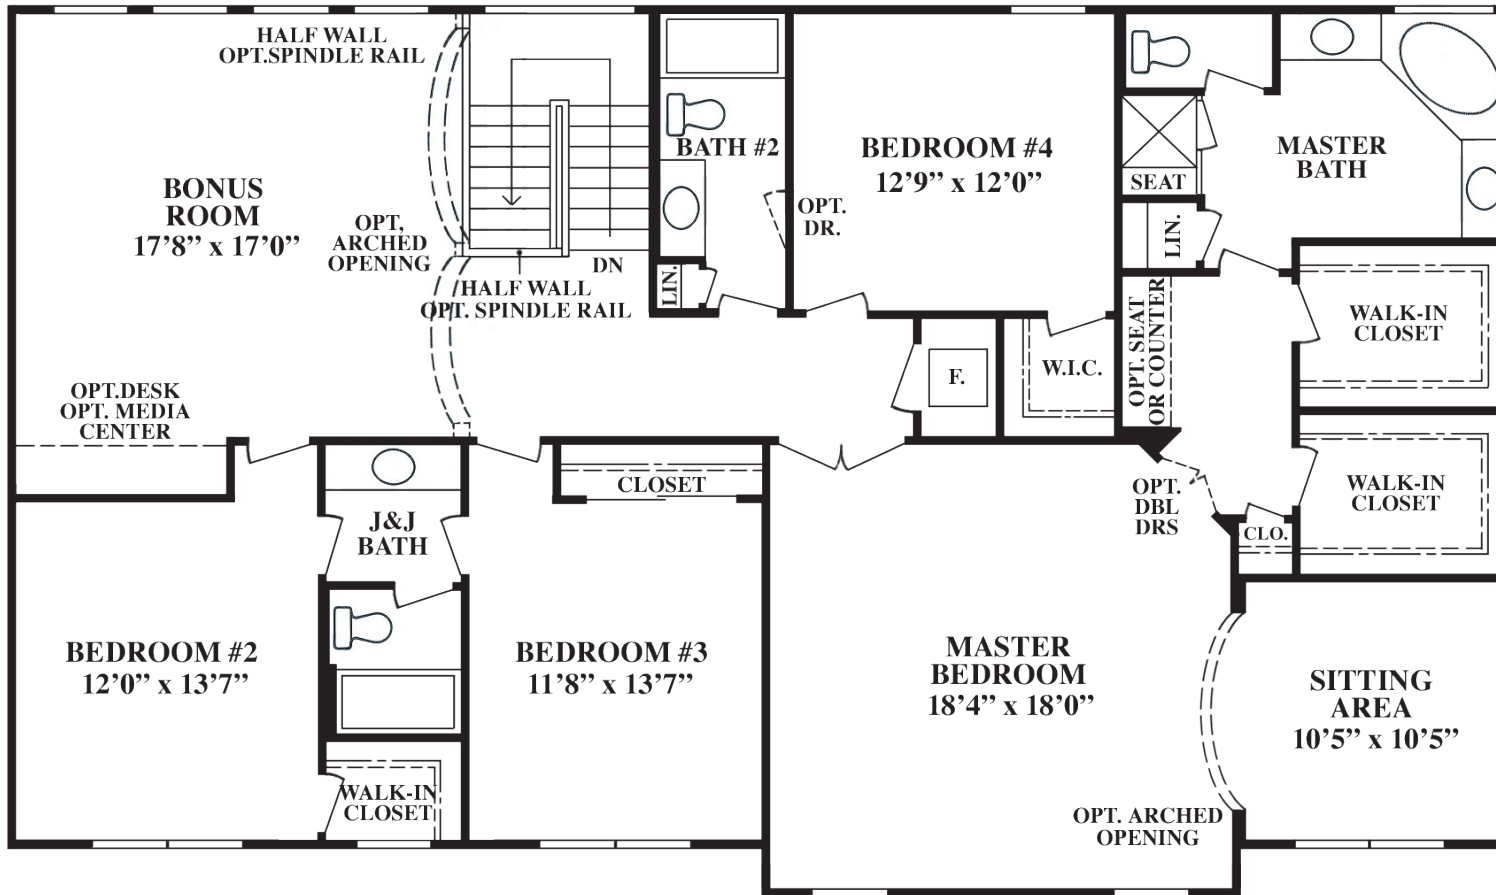 HALF WALL
OPT.SPINDLE RAIL
BONUS
ROOM
17’8” x 17’0”
OPT,
ARCHED
OPENING
DN
HALF WALL
OPT. SPINDLE RAIL
OPT.DESK
OPT. MEDIA
CENTER
BATH #2
LIN.
OPT.
DR.
BEDROOM #4
12’9” x 12’0”
F.
W.I.C.
SEAT
LIN.
MASTER
BATH
OPT. SEAT
OR COUNTER
WALK-IN
CLOSET
WALK-IN
CLOSET
OPT.
DBL
DRS
CLO.
J&J
BATH
CLOSET
BEDROOM #2
12’0” x 13’7”
WALK-IN
CLOSET
BEDROOM #3
11’8” x 13’7”
MASTER
BEDROOM
18’4” x 18’0”
OPT. ARCHED
OPENING
SITTING
AREA
10’5” x 10’5”